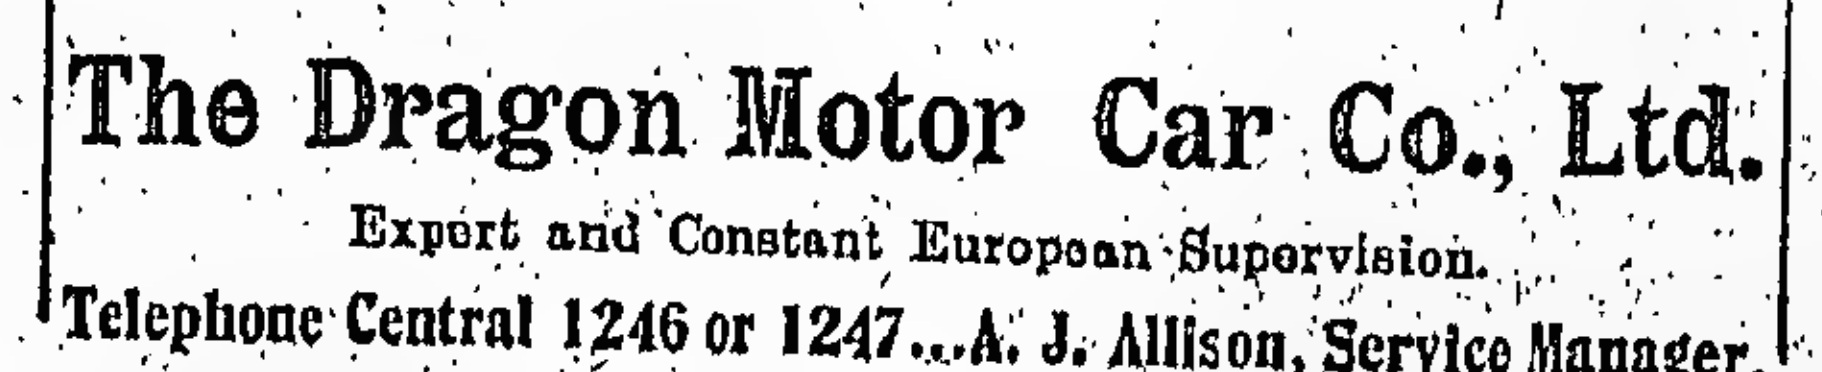 The Dragon Motor Car Co., Ltd.
Expert and Constant European Supervision.
Telephone Central 1246 or 1247...A. J. Allison, Service Manager.